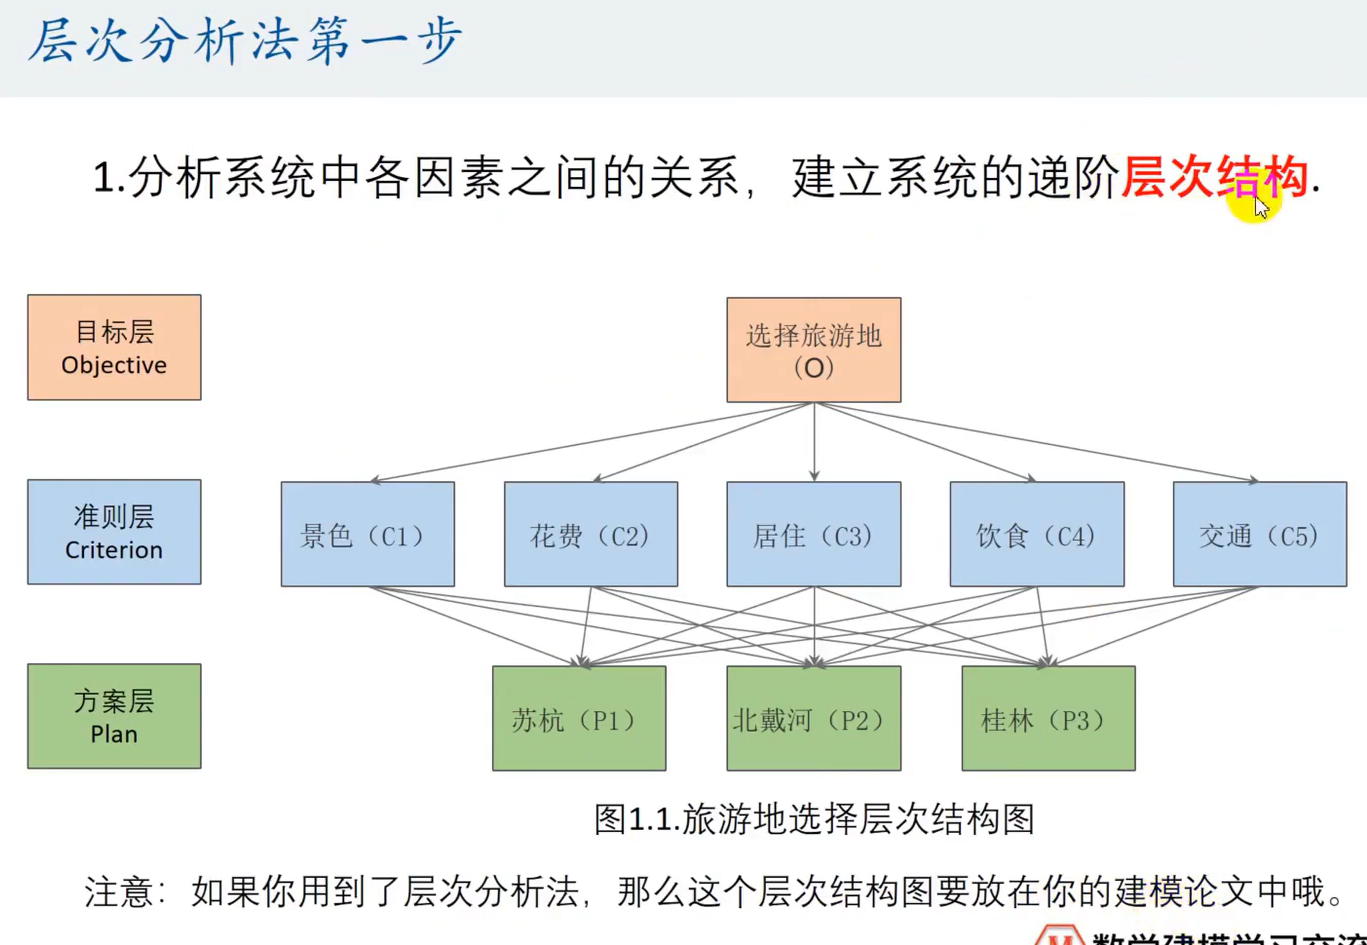 层次分析法第一步
1.分析系统中各因素之间的关系，建立系统的递阶层次结构.
目标层
Objective
选择旅游地
（O）
准则层
Criterion
景色（C1）
花费（C2）
居住（C3）
饮食（C4）
交通（C5）
方案层
Plan
苏杭（P1）
北戴河（P2）
桂林（P3）
图1.1.旅游地选择层次结构图
注意：如果你用到了层次分析法，那么这个层次结构图要放在你的建模论文中哦。
数学建模学习交流